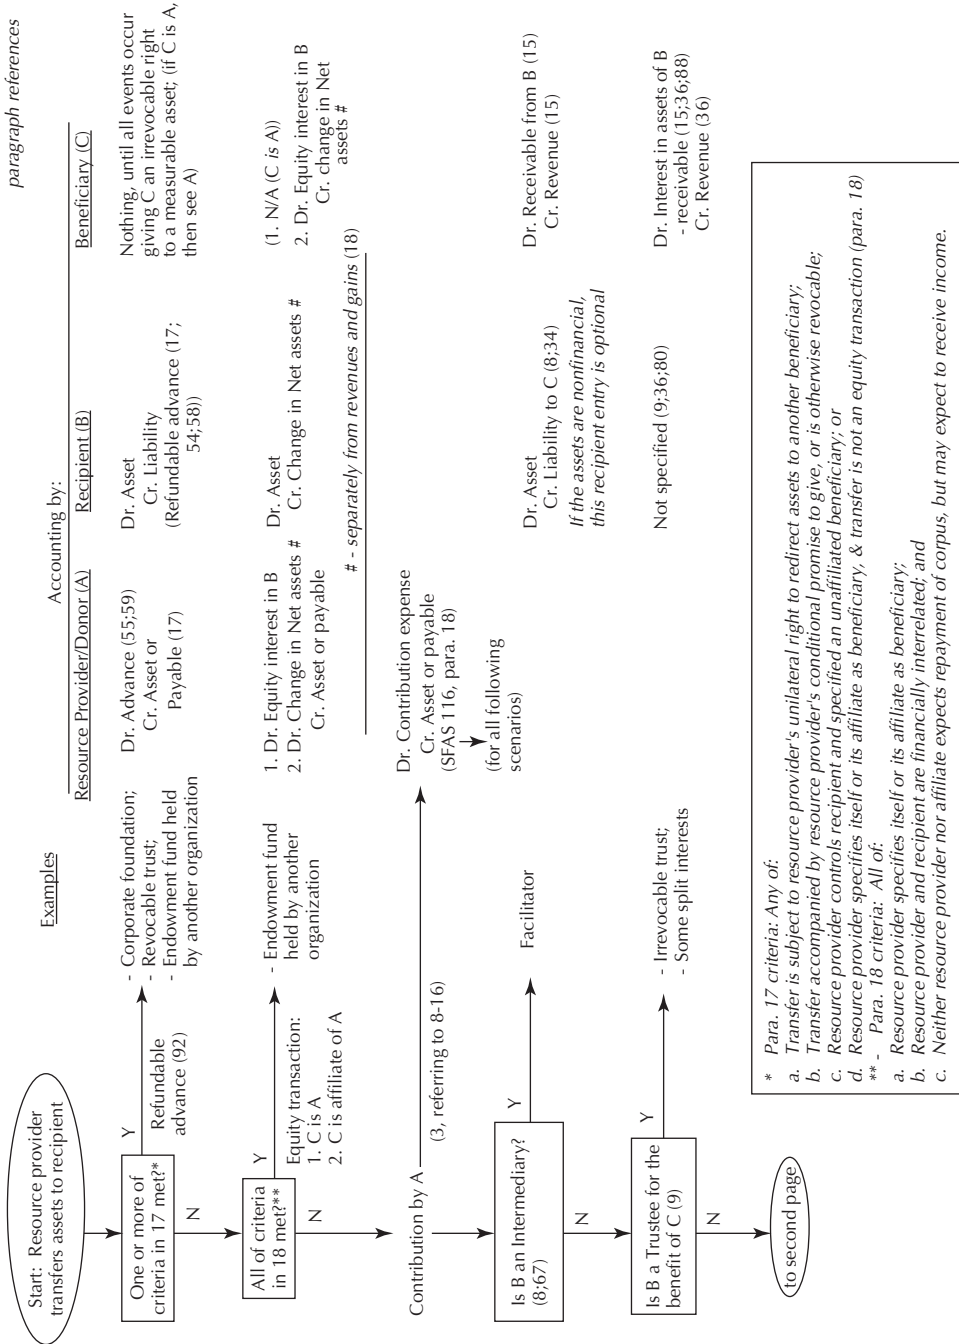 paragraph references
Accounting by:
Examples
Resource Provider/Donor (A)
Recipient (B)
Beneficiary (C)
Start: Resource provider
transfers assets to recipient
One or more of
criteria in 17 met?*
Y
Refundable
advance (92)
N
- Corporate foundation;
- Revocable trust;
- Endowment fund held
by another organization
Dr. Advance (55;59)
Cr. Asset or
Payable (17)
Dr. Asset
Cr. Liability
(Refundable advance (17;
54;58))
Nothing, until all events occur
giving C an irrevocable right
to a measurable asset; (if C is A,
then see A)
All of criteria
in 18 met?**
Y
Equity transaction:
1. C is A
2. C is affiliate of A
N
- Endowment fund
held by another
organization
1. Dr. Equity interest in B
2. Dr. Change in Net assets #
Cr. Asset or payable
Dr. Asset
Cr. Change in Net assets #
(1. N/A (C is A))
2. Dr. Equity interest in B
Cr. change in Net
assets #
# - separately from revenues and gains (18)
Contribution by A
(3, referring to 8-16)
Dr. Contribution expense
Cr. Asset or payable
(SFAS 116, para. 18)
(for all following
scenarios)
Is B an Intermediary?
(8;67)
Y
N
Facilitator
Dr. Asset
Cr. Liability to C (8;34)
If the assets are nonfinancial,
this recipient entry is optional
Dr. Receivable from B (15)
Cr. Revenue (15)
Is B a Trustee for the
benefit of C (9)
Y
N
- Irrevocable trust;
- Some split interests
Not specified (9;36;80)
Dr. Interest in assets of B
- receivable (15;36;88)
Cr. Revenue (36)
to second page
* Para. 17 criteria: Any of:
a. Transfer is subject to resource provider's unilateral right to redirect assets to another beneficiary;
b. Transfer accompanied by resource provider's conditional promise to give, or is otherwise revocable;
c. Resource provider controls recipient and specified an unaffiliated beneficiary; or
d. Resource provider specifies itself or its affiliate as beneficiary, & transfer is not an equity transaction (para. 18)
** - Para. 18 criteria: All of:
a. Resource provider specifies itself or its affiliate as beneficiary;
b. Resource provider and recipient are financially interrelated; and
c. Neither resource provider nor affiliate expects repayment of corpus, but may expect to receive income.